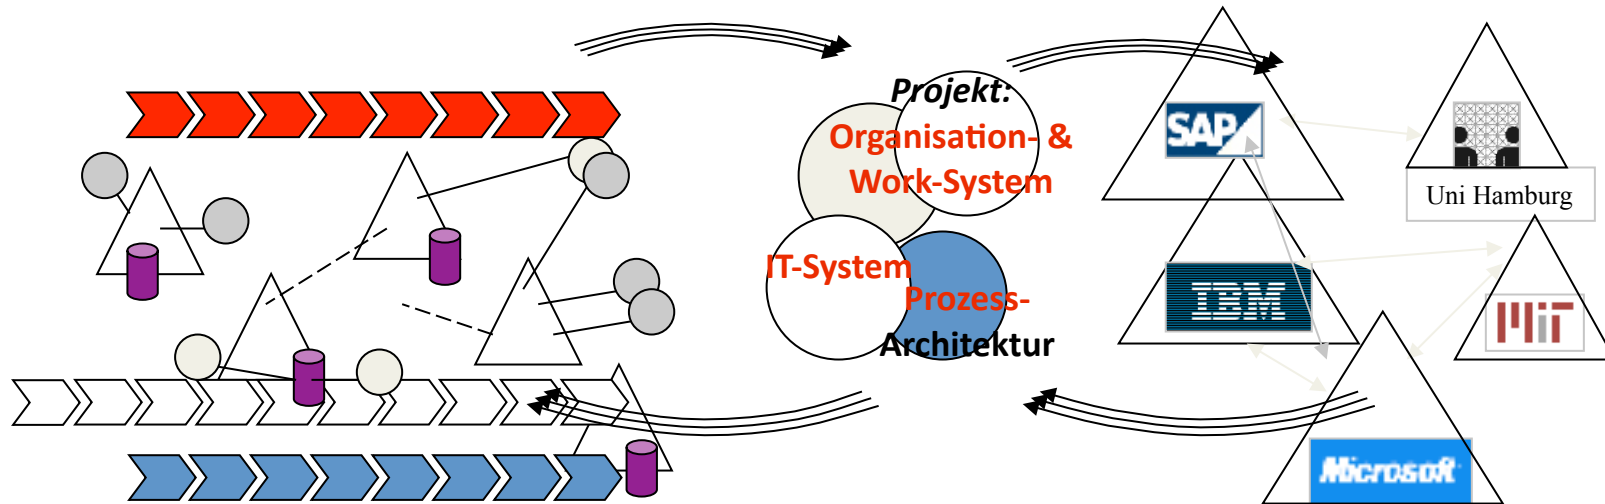 Projekt:
Organisation- &
Work-System
IT-System
Prozess-
Architektur
SAP
Uni Hamburg
IBM
MIT
Microsoft